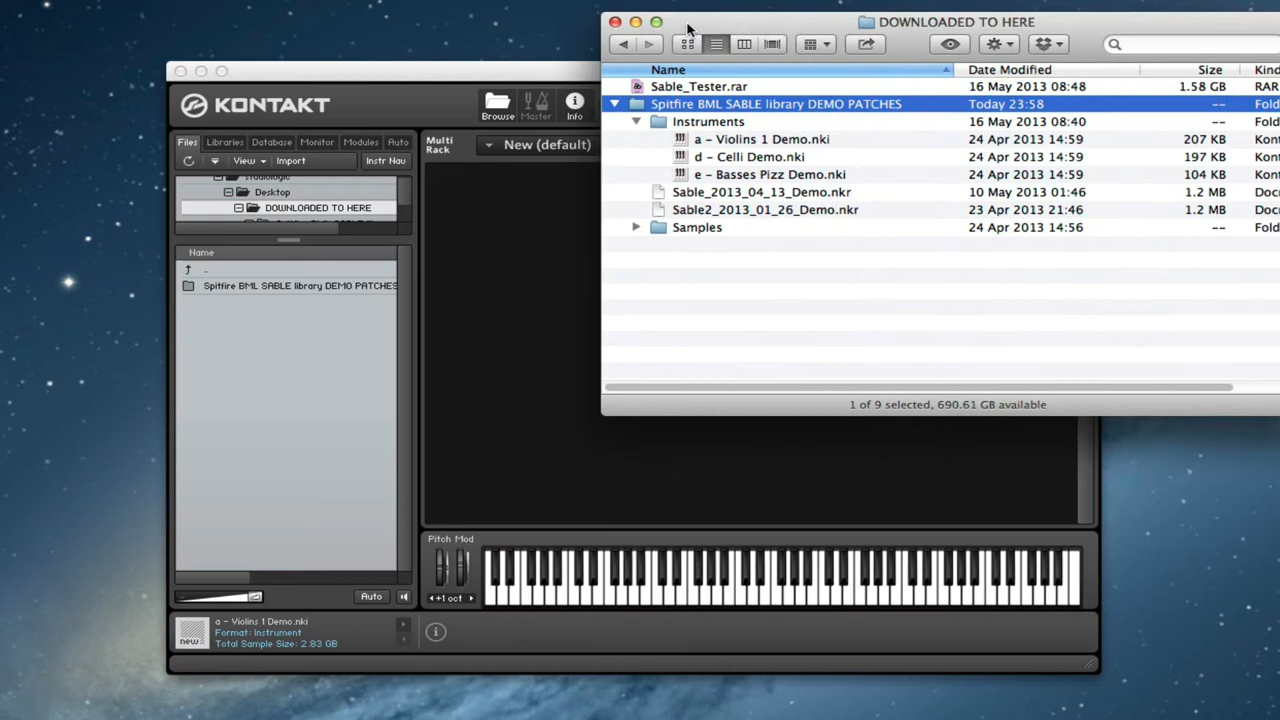 DOWNLOADED TO HERE
Name Date Modified Size Kind
Sable_Tester.rar 16 May 2013 08:48 1.58 GB RAR
Spitfire BML SABLE library DEMO PATCHES Today 23:58 -- Fold
Instruments 16 May 2013 08:40 -- Fold
a – Violins 1 Demo.nki 24 Apr 2013 14:59 207 KB Kont
d – Celli Demo.nki 24 Apr 2013 14:59 197 KB Kont
e – Basses Pizz Demo.nki 24 Apr 2013 14:59 104 KB Kont
Sable_2013_04_13_Demo.nkr 10 May 2013 01:46 1.2 MB Docu
Sable2_2013_01_26_Demo.nkr 23 Apr 2013 21:46 1.2 MB Docu
Samples 24 Apr 2013 14:56 -- Fold
1 of 9 selected, 690.61 GB available
KONTAKT
Browse Master Info
Files Libraries Database Monitor Modules Auto
View Import Instr Nav
Multi Rack
New (default)
Desktop
DOWNLOADED TO HERE
Name
..
Spitfire BML SABLE library DEMO PATCHES
Auto
Pitch Mod
+1 oct
new
a – Violins 1 Demo.nki
Format: Instrument
Total Sample Size: 2.83 GB